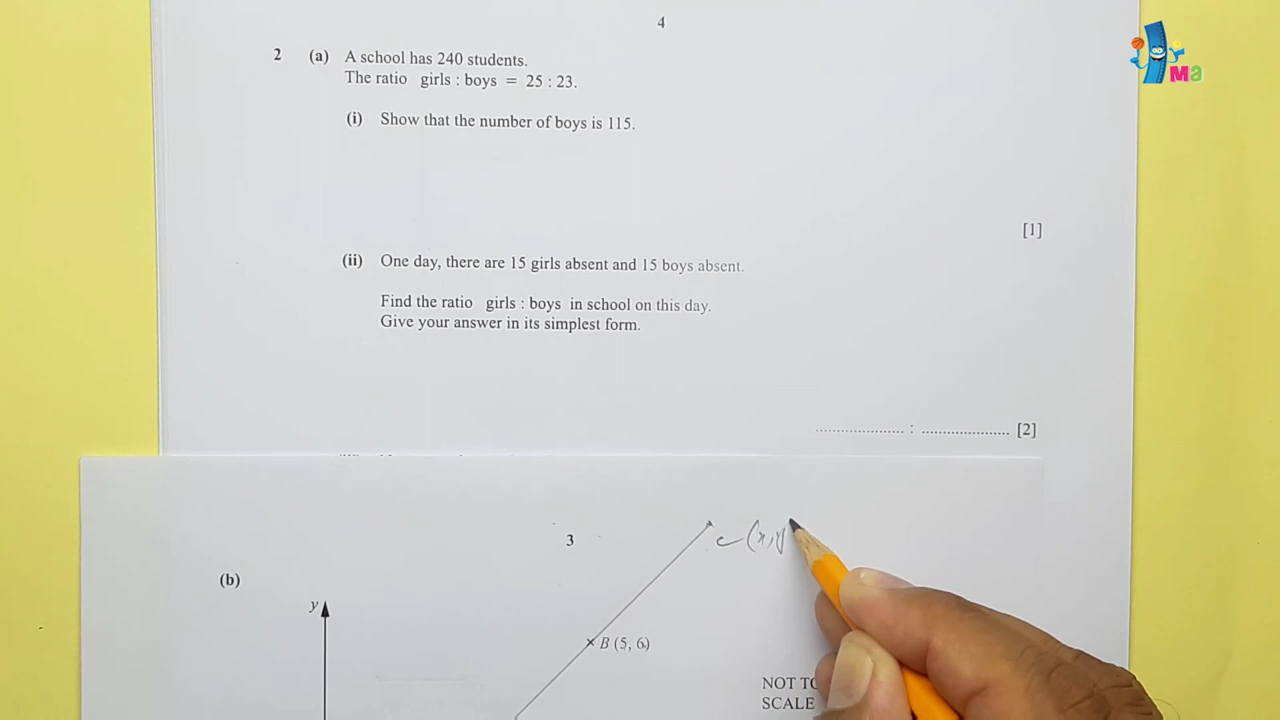 4
Ma
2 (a) A school has 240 students.
The ratio girls : boys = 25 : 23.
(i) Show that the number of boys is 115.
[1]
(ii) One day, there are 15 girls absent and 15 boys absent.
Find the ratio girls : boys in school on this day.
Give your answer in its simplest form.
...................... : ...................... [2]
3
C (x, y
(b)
y
B (5, 6)
NOT TO
SCALE